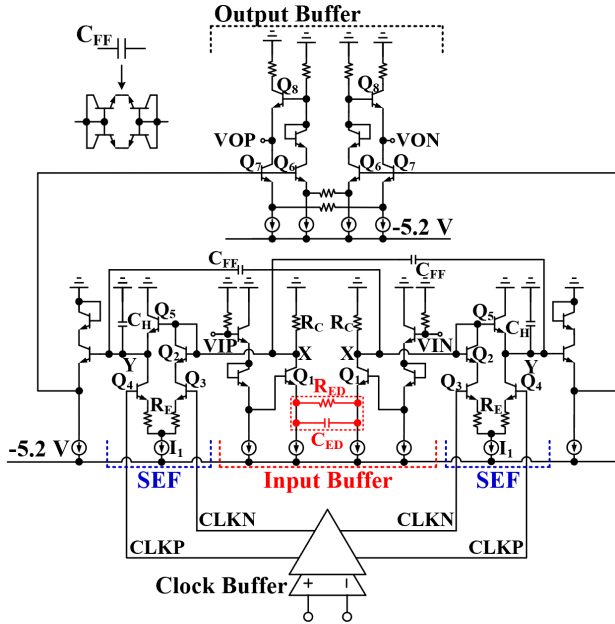 Output Buffer
CFF
Q8 Q8
VOP VON
Q7 Q6 Q6 Q7
-5.2 V
CFF CFF
CH Q5 RC RC Q5 CH
VIP VIN
Y Q2 X X Q2 Y
Q4 Q3 Q1 Q1 Q3 Q4
RE RED RE
-5.2 V I1 CED I1
SEF Input Buffer SEF
CLKN CLKN
CLKP CLKP
Clock Buffer
+ −